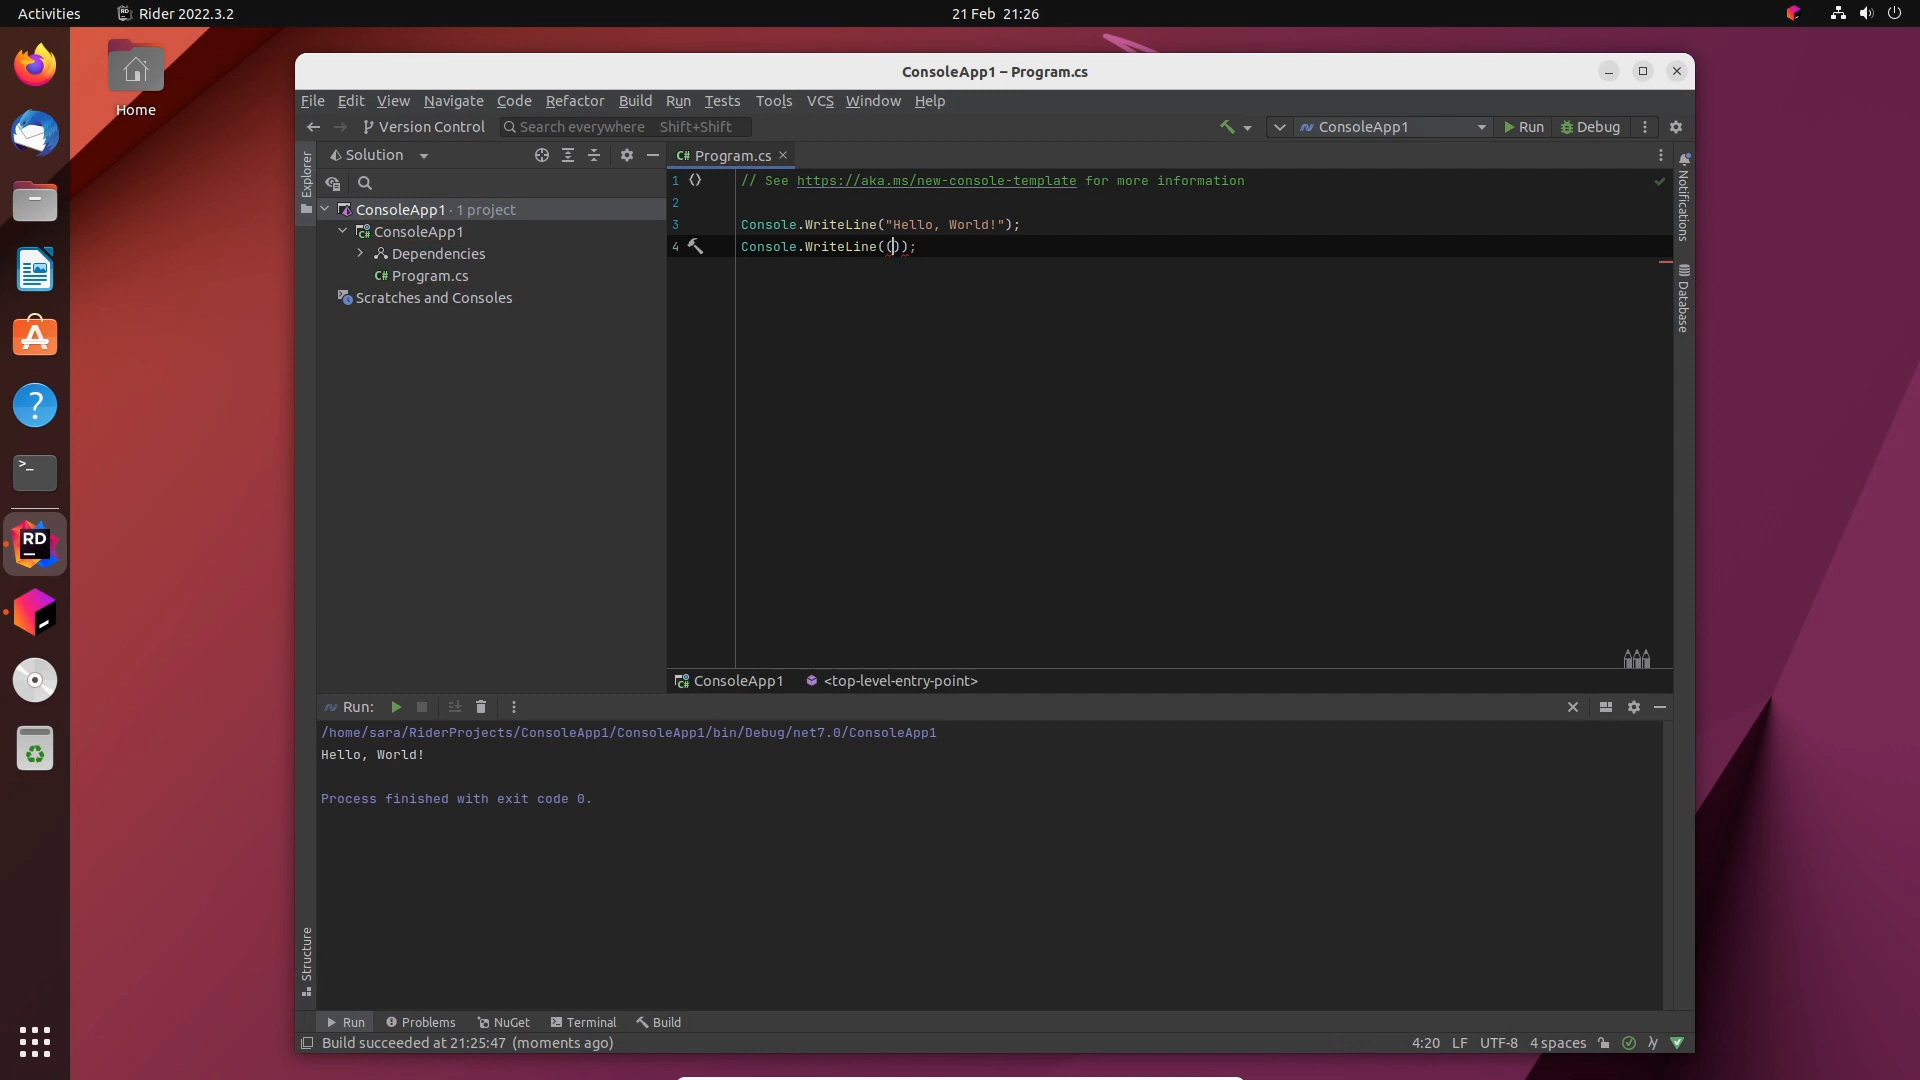 Activities
Rider 2022.3.2
21 Feb 21:26
Home
ConsoleApp1 – Program.cs
File Edit View Navigate Code Refactor Build Run Tests Tools VCS Window Help
Version Control
Search everywhere Shift+Shift
ConsoleApp1
Run
Debug
Explorer
Solution
C# Program.cs
Notifications
Database
ConsoleApp1 · 1 project
ConsoleApp1
Dependencies
C# Program.cs
Scratches and Consoles
1 // See https://aka.ms/new-console-template for more information
2
3 Console.WriteLine("Hello, World!");
4 Console.WriteLine(());
>_
RD
ConsoleApp1
<top-level-entry-point>
Run:
/home/sara/RiderProjects/ConsoleApp1/ConsoleApp1/bin/Debug/net7.0/ConsoleApp1
Hello, World!
Process finished with exit code 0.
Structure
Run Problems NuGet Terminal Build
Build succeeded at 21:25:47 (moments ago)
4:20 LF UTF-8 4 spaces